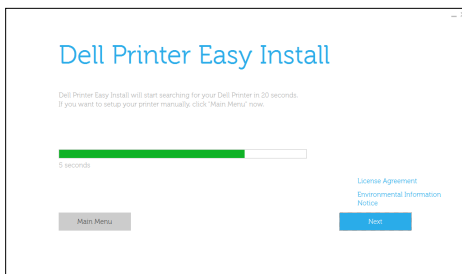 Dell Printer Easy Install
Dell Printer Easy Install will start searching for your Dell Printer in 20 seconds.
If you want to setup your printer manually, click "Main Menu" now.
5 seconds
License Agreement
Environmental Information
Notice
Main Menu
Next